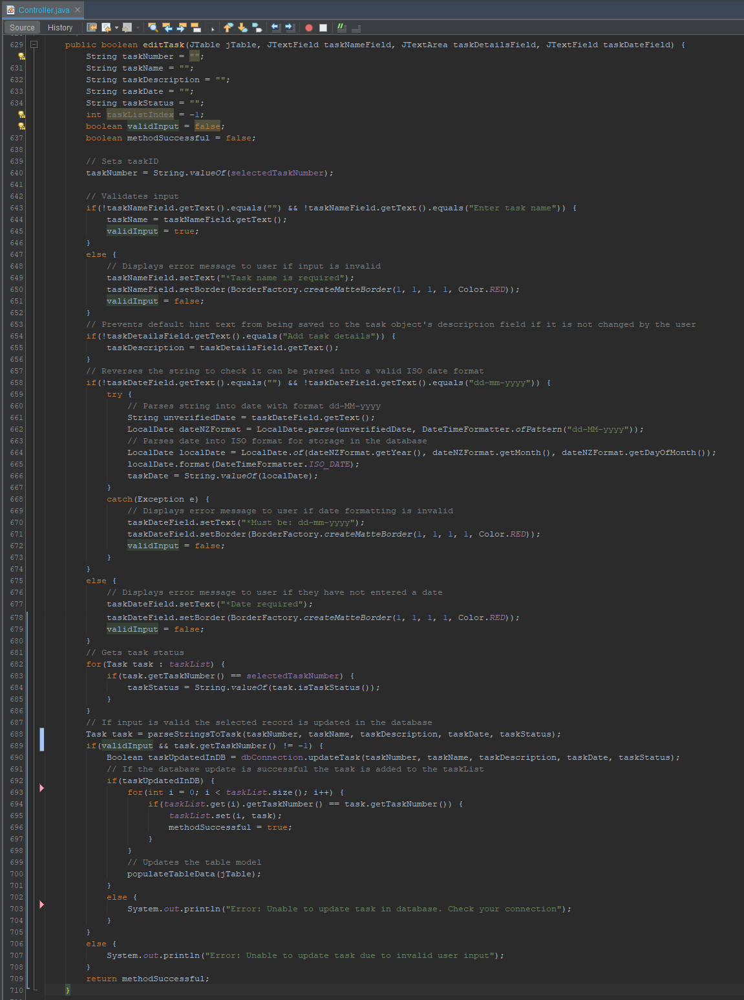 Controller.java
Source History
629 public boolean editTask(JTable jTable, JTextField taskNameField, JTextArea taskDetailsField, JTextField taskDateField) {
String taskNumber = "";
631 String taskName = "";
632 String taskDescription = "";
633 String taskDate = "";
634 String taskStatus = "";
int taskListIndex = -1;
boolean validInput = false;
637 boolean methodSuccessful = false;
638
639 // Sets taskID
640 taskNumber = String.valueOf(selectedTaskNumber);
641
642 // Validates input
643 if(!taskNameField.getText().equals("") && !taskNameField.getText().equals("Enter task name")) {
644 taskName = taskNameField.getText();
645 validInput = true;
646 }
647 else {
648 // Displays error message to user if input is invalid
649 taskNameField.setText("*Task name is required");
650 taskNameField.setBorder(BorderFactory.createMatteBorder(1, 1, 1, 1, Color.RED));
651 validInput = false;
652 }
653 // Prevents default hint text from being saved to the task object's description field if it is not changed by the user
654 if(!taskDetailsField.getText().equals("Add task details")) {
655 taskDescription = taskDetailsField.getText();
656 }
657 // Reverses the string to check it can be parsed into a valid ISO date format
658 if(!taskDateField.getText().equals("") && !taskDateField.getText().equals("dd-mm-yyyy")) {
659 try {
660 // Parses string into date with format dd-MM-yyyy
661 String unverifiedDate = taskDateField.getText();
662 LocalDate dateNZFormat = LocalDate.parse(unverifiedDate, DateTimeFormatter.ofPattern("dd-MM-yyyy"));
663 // Parses date into ISO format for storage in the database
664 LocalDate localDate = LocalDate.of(dateNZFormat.getYear(), dateNZFormat.getMonth(), dateNZFormat.getDayOfMonth());
665 localDate.format(DateTimeFormatter.ISO_DATE);
666 taskDate = String.valueOf(localDate);
667 }
668 catch(Exception e) {
669 // Displays error message to user if date formatting is invalid
670 taskDateField.setText("*Must be: dd-mm-yyyy");
671 taskDateField.setBorder(BorderFactory.createMatteBorder(1, 1, 1, 1, Color.RED));
672 validInput = false;
673 }
674 }
675 else {
676 // Displays error message to user if they have not entered a date
677 taskDateField.setText("*Date required");
678 taskDateField.setBorder(BorderFactory.createMatteBorder(1, 1, 1, 1, Color.RED));
679 validInput = false;
680 }
681 // Gets task status
682 for(Task task : taskList) {
683 if(task.getTaskNumber() == selectedTaskNumber) {
684 taskStatus = String.valueOf(task.isTaskStatus());
685 }
686 }
687 // If input is valid the selected record is updated in the database
688 Task task = parseStringsToTask(taskNumber, taskName, taskDescription, taskDate, taskStatus);
689 if(validInput && task.getTaskNumber() != -1) {
690 Boolean taskUpdatedInDB = dbConnection.updateTask(taskNumber, taskName, taskDescription, taskDate, taskStatus);
691 // If the database update is successful the task is added to the taskList
692 if(taskUpdatedInDB) {
693 for(int i = 0; i < taskList.size(); i++) {
694 if(taskList.get(i).getTaskNumber() == task.getTaskNumber()) {
695 taskList.set(i, task);
696 methodSuccessful = true;
697 }
698 }
699 // Updates the table model
700 populateTableData(jTable);
701 }
702 else {
703 System.out.println("Error: Unable to update task in database. Check your connection");
704 }
705 }
706 else {
707 System.out.println("Error: Unable to update task due to invalid user input");
708 }
709 return methodSuccessful;
710 }